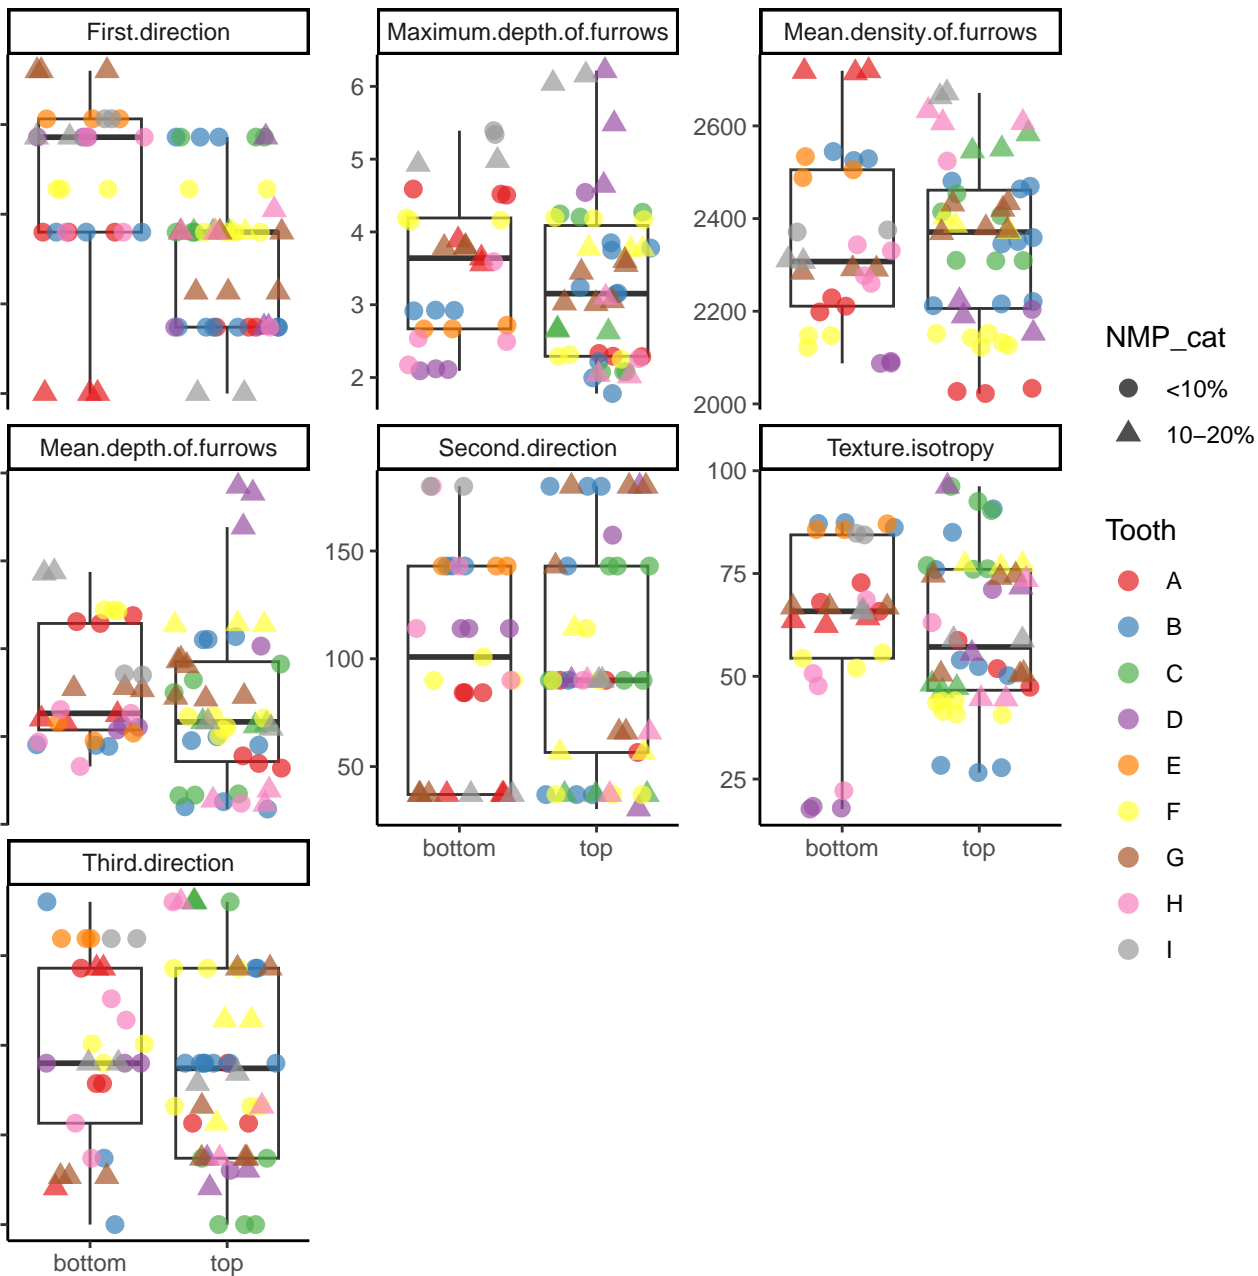 First.direction
Maximum.depth.of.furrows
Mean.density.of.furrows
6
5
4
3
2
2600
2400
2200
2000
Mean.depth.of.furrows
Second.direction
Texture.isotropy
150
100
50
100
75
50
25
bottom
top
bottom
top
Third.direction
bottom
top
NMP_cat
<10%
10−20%
Tooth
A
B
C
D
E
F
G
H
I